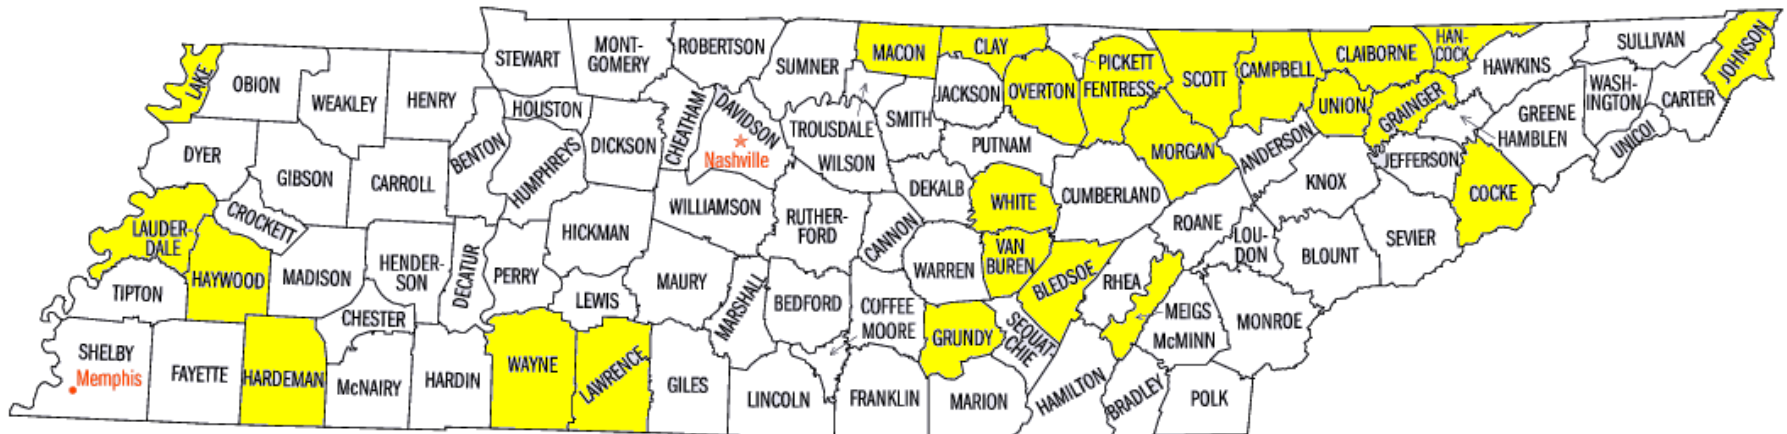 STEWART
MONT-
GOMERY
ROBERTSON
SUMNER
MACON
CLAY
PICKETT
SCOTT
CAMPBELL
CLAIBORNE
HAN-
COCK
HAWKINS
SULLIVAN
JOHNSON
LAKE
OBION
WEAKLEY
HENRY
HOUSTON
CHEATHAM
DAVIDSON
TROUSDALE
SMITH
JACKSON
OVERTON
FENTRESS
UNION
GRAINGER
GREENE
HAMBLEN
WASH-
INGTON
CARTER
UNICOI
DYER
GIBSON
CARROLL
BENTON
HUMPHREYS
DICKSON
Nashville
WILSON
PUTNAM
MORGAN
ANDERSON
JEFFERSON
COCKE
LAUDER-
DALE
CROCKETT
HICKMAN
WILLIAMSON
RUTHER-
FORD
CANNON
DEKALB
WHITE
CUMBERLAND
ROANE
KNOX
LOU-
DON
BLOUNT
SEVIER
HAYWOOD
MADISON
HENDER-
SON
DECATUR
PERRY
LEWIS
MAURY
MARSHALL
BEDFORD
COFFEE
MOORE
WARREN
VAN
BUREN
BLEDSOE
RHEA
MEIGS
McMINN
MONROE
TIPTON
CHESTER
GRUNDY
SEQUAT-
CHIE
SHELBY
Memphis
FAYETTE
HARDEMAN
McNAIRY
HARDIN
WAYNE
LAWRENCE
GILES
LINCOLN
FRANKLIN
MARION
HAMILTON
BRADLEY
POLK